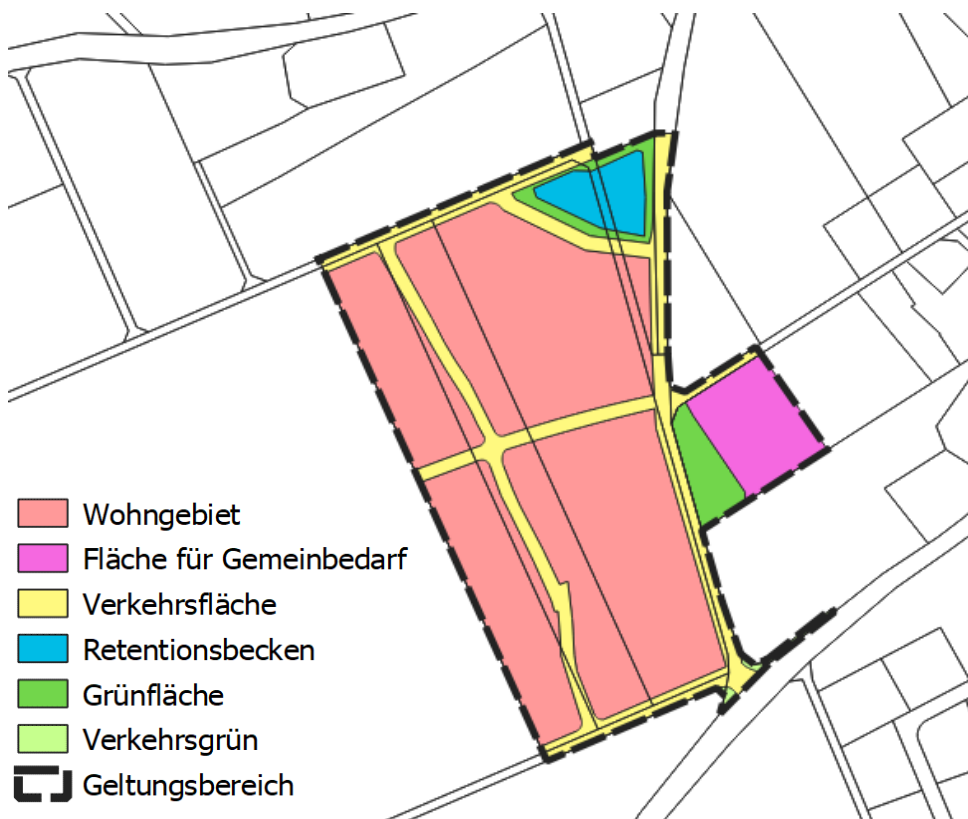 Wohngebiet
Fläche für Gemeinbedarf
Verkehrsfläche
Retentionsbecken
Grünfläche
Verkehrsgrün
Geltungsbereich